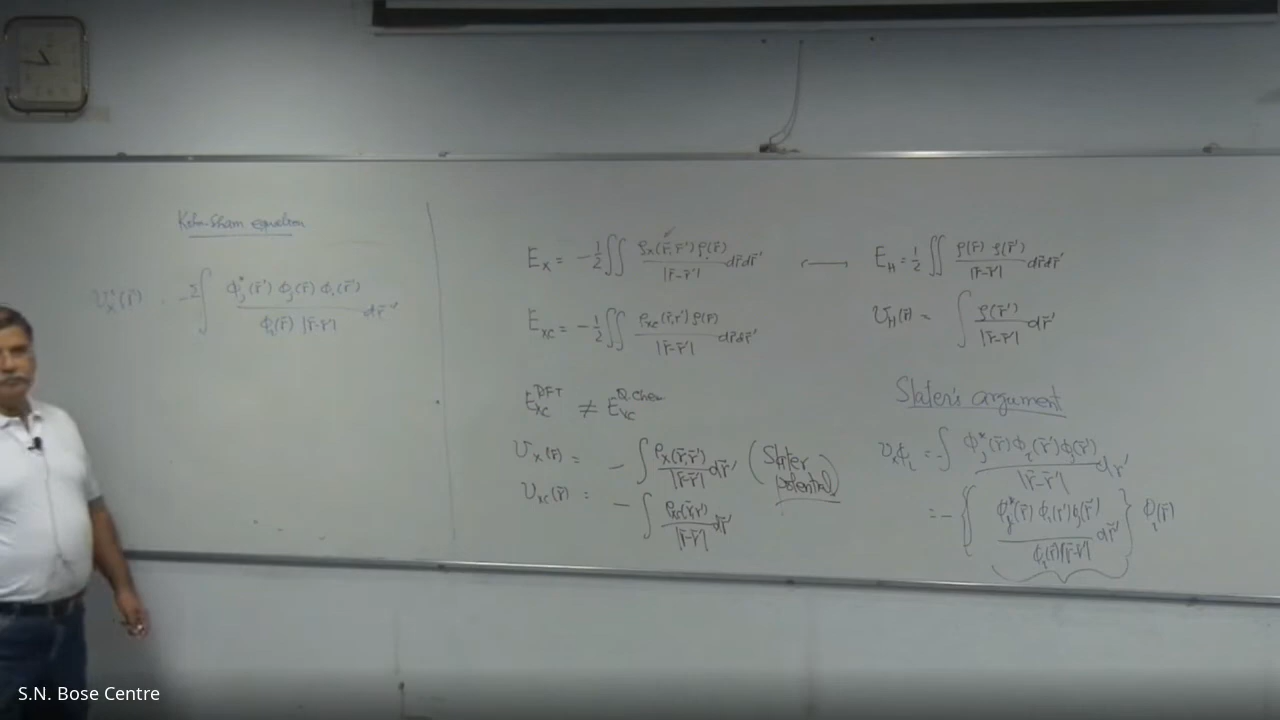 Kohn-Sham equation
v_x^i(r̄) = -Σ∫ φ_j*(r̄') φ_j(r̄) φ_i(r̄') / φ_i(r̄) |r̄-r̄'| dr̄'
E_X = -1/2 ∬ ρ_X(r̄,r̄') ρ(r̄) / |r̄-r̄'| dr̄dr̄'
E_XC = -1/2 ∬ ρ_XC(r̄,r̄') ρ(r̄) / |r̄-r̄'| dr̄dr̄'
E_XC^DFT ≠ E_XC^Q.Chem
v_X(r̄) = - ∫ ρ_X(r̄,r̄') / |r̄-r̄'| dr̄' (Slater potential)
v_XC(r̄) = - ∫ ρ_XC(r̄,r̄') / |r̄-r̄'| dr̄'
E_H = 1/2 ∬ ρ(r̄) ρ(r̄') / |r̄-r̄'| dr̄dr̄'
v_H(r̄) = ∫ ρ(r̄') / |r̄-r̄'| dr̄'
Slater's argument
v_x φ_i = -∫ φ_j*(r̄) φ_i(r̄') φ_j(r̄) / |r̄-r̄'| dr̄'
= - {∫ φ_j*(r̄) φ_i(r̄') φ_j(r̄) / φ_i(r̄) |r̄-r̄'| dr̄'} φ_i(r̄)
S.N. Bose Centre